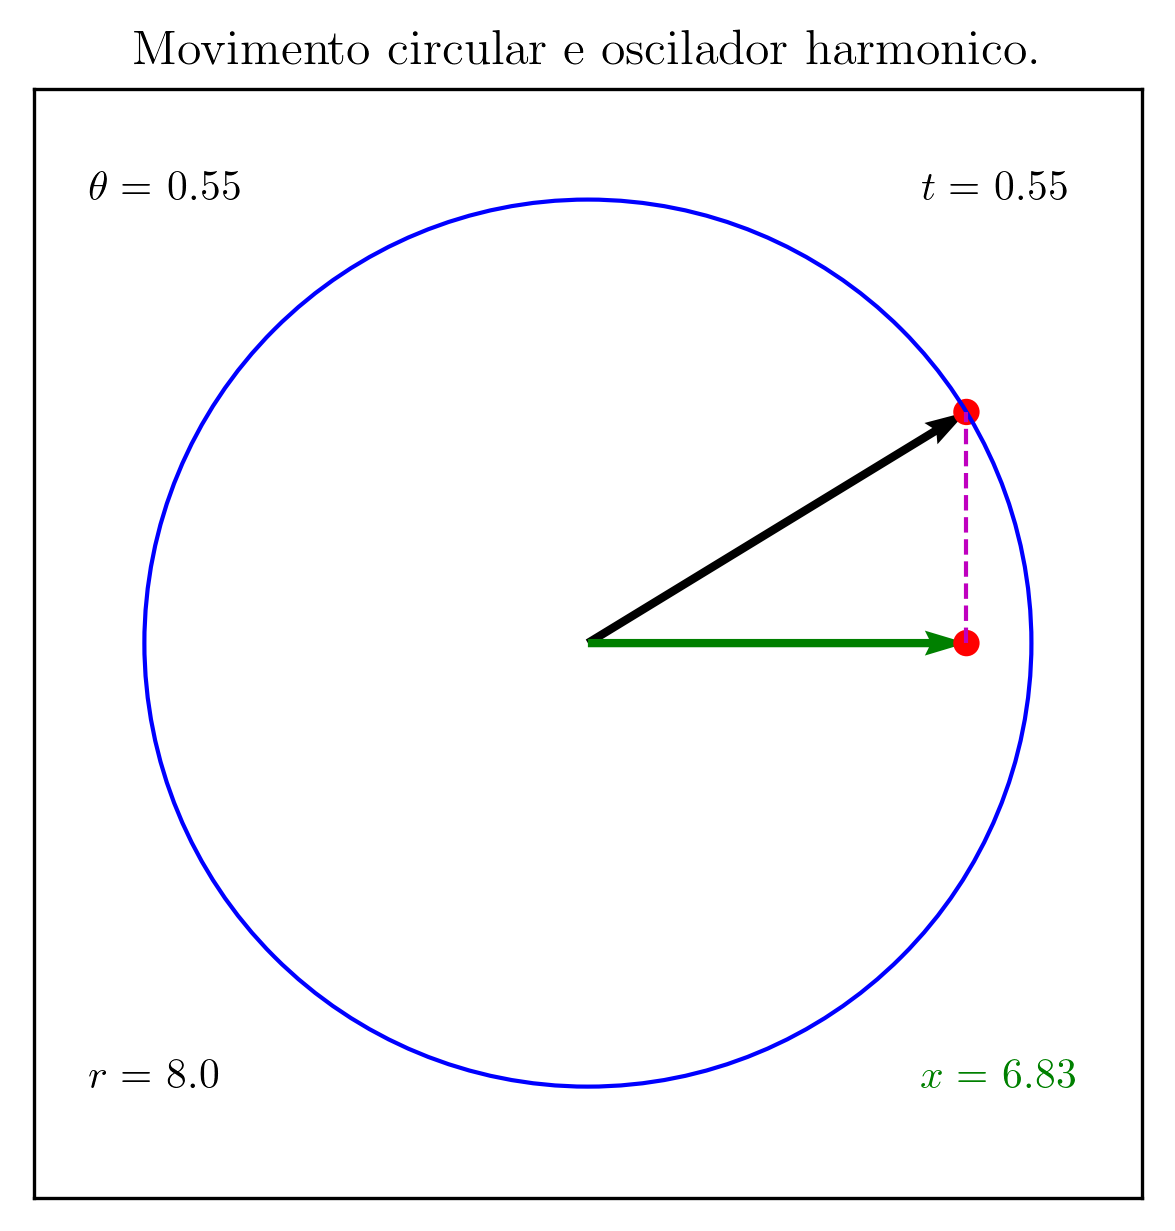 Movimento circular e oscilador harmonico.
θ = 0.55
t = 0.55
r = 8.0
x = 6.83